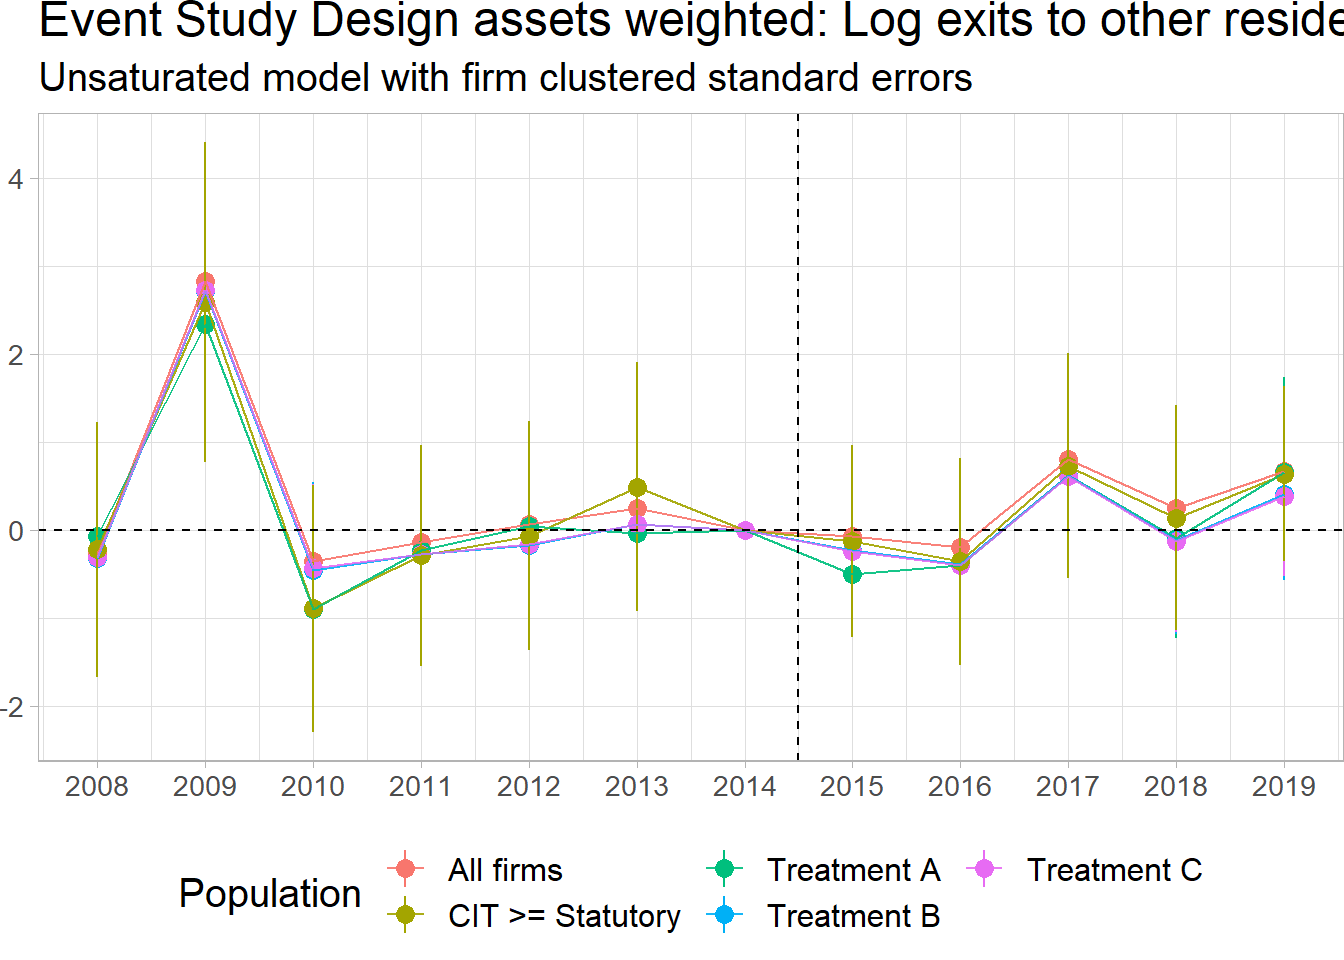 Event Study Design assets weighted: Log exits to other reside
Unsaturated model with firm clustered standard errors
4
2
0
-2
2008 2009 2010 2011 2012 2013 2014 2015 2016 2017 2018 2019
Population
All firms
CIT >= Statutory
Treatment A
Treatment B
Treatment C